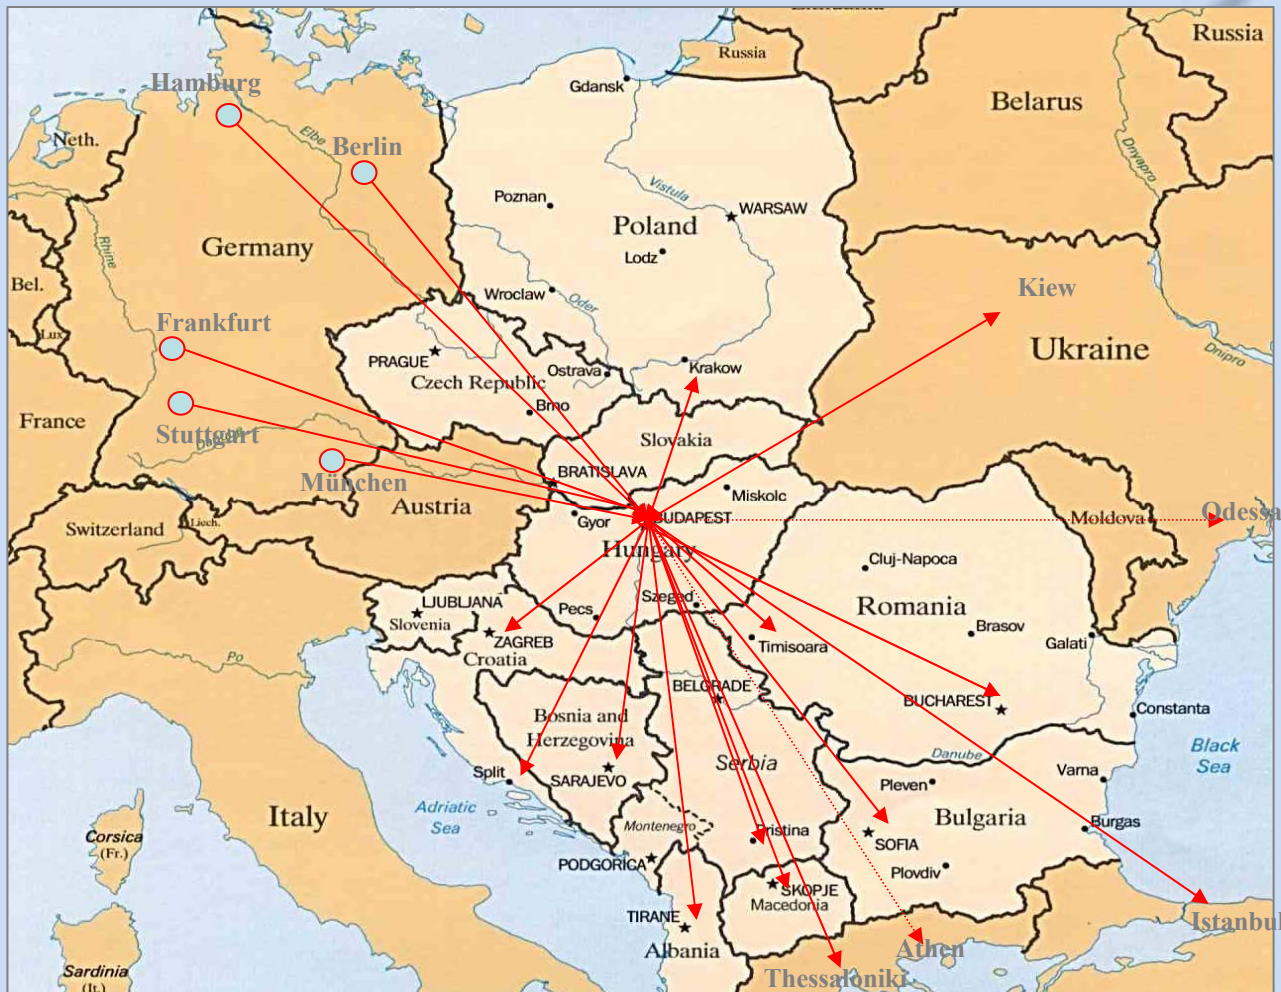 Lithuania
Russia
Russia
Hamburg
Gdansk
Belarus
Neth.
Elbe
Berlin
Dnyapro
Vistula
Poznan
WARSAW
Poland
Rhine
Germany
Lodz
Bel.
Kiew
Wroclaw
Oder
Frankfurt
Lux.
Ukraine
Dnipro
PRAGUE
Ostrava
Krakow
Czech Republic
Brno
France
Stuttgart
Danube
Slovakia
BRATISLAVA
München
Miskolc
Austria
Switzerland
Liech.
Gyor
BUDAPEST
Moldova
Odessa
Hungary
Cluj-Napoca
Szeged
LJUBLJANA
Pecs
Romania
Slovenia
Brasov
ZAGREB
Timisoara
Galati
Po
Croatia
BELGRADE
BUCHAREST
Constanta
Bosnia and
Herzegovina
Black
Sea
Danube
Serbia
Split
SARAJEVO
Varna
Pleven
Adriatic
Sea
Italy
Bulgaria
Montenegro
Pristina
Burgas
Corsica
(Fr.)
SOFIA
PODGORICA
Plovdiv
SKOPJE
Macedonia
TIRANE
Istanbul
Albania
Athen
Sardinia
(It.)
Thessaloniki